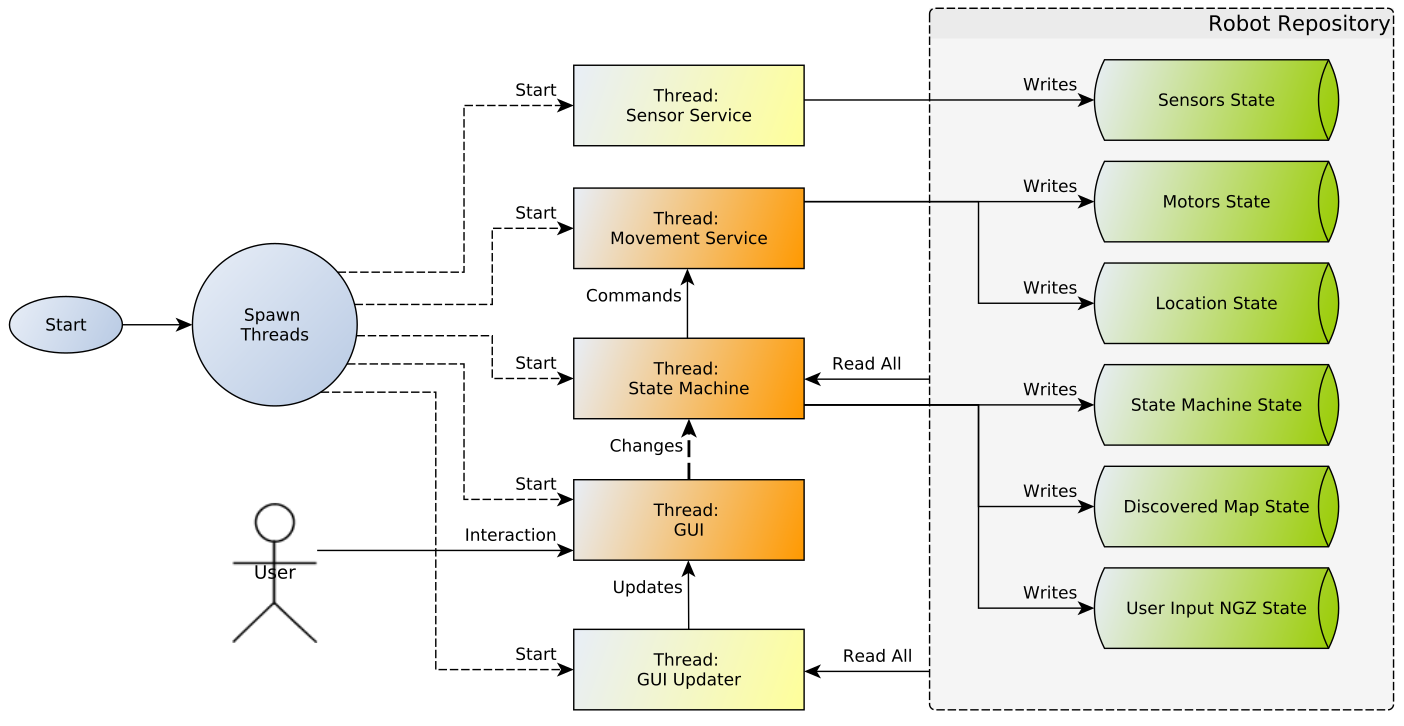 Robot Repository
Start
Thread:
Sensor Service
Writes
Sensors State
Start
Thread:
Movement Service
Writes
Motors State
Commands
Writes
Location State
Start
Spawn
Threads
Start
Thread:
State Machine
Read All
Writes
State Machine State
Changes
Start
Thread:
GUI
Writes
Discovered Map State
Interaction
User
Updates
Writes
User Input NGZ State
Start
Thread:
GUI Updater
Read All